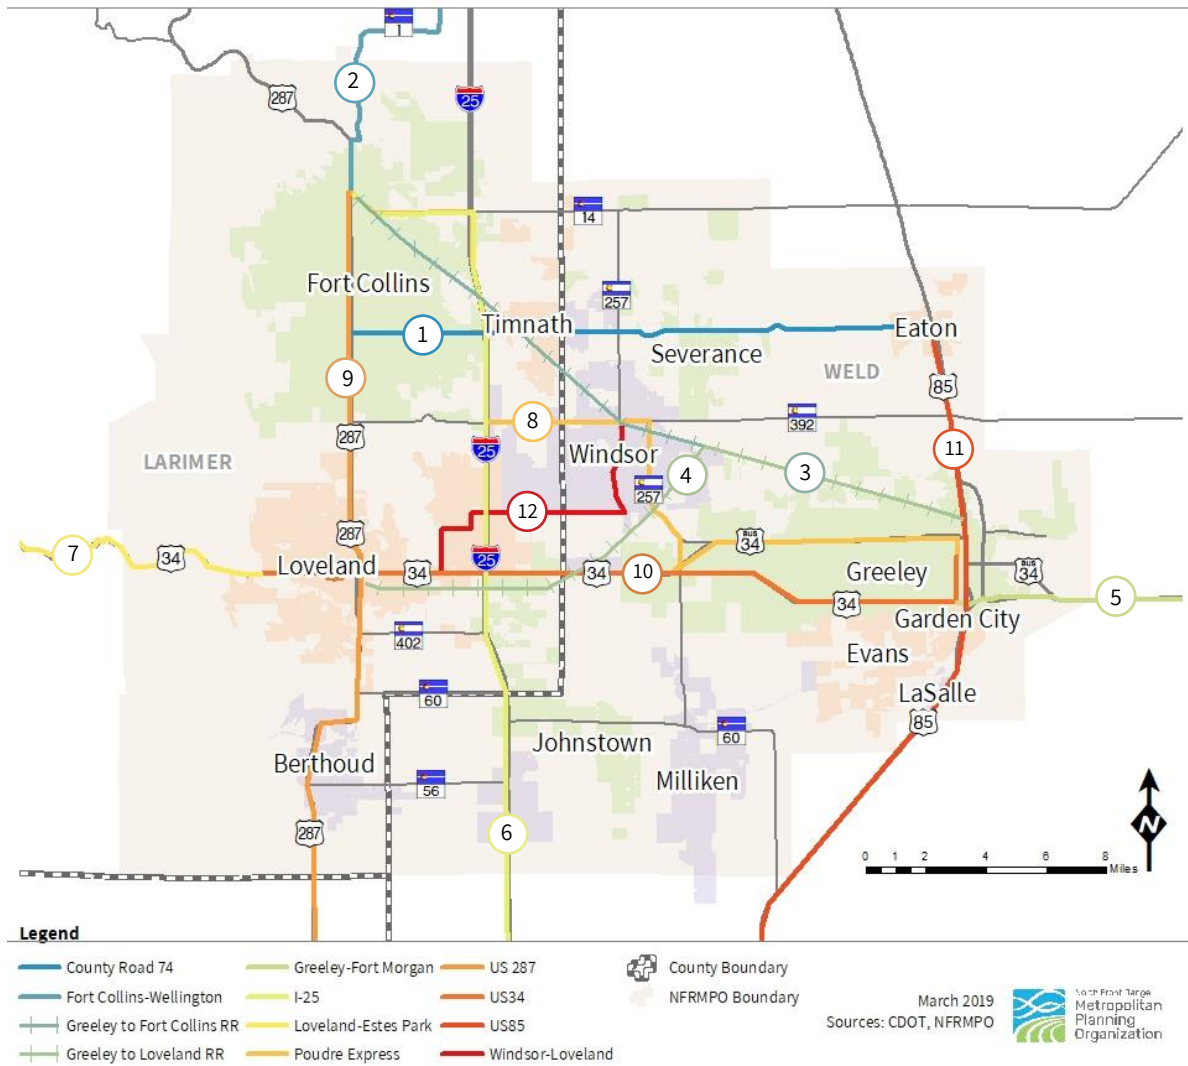 1
2
287
25
14
257
Fort Collins
Timnath
1
Eaton
Severance
WELD
9
85
392
8
287
25
Windsor
11
LARIMER
4
3
257
12
287
7
34
BUS
34
25
Loveland
34
34
10
Greeley
BUS
34
5
34
Garden City
402
Evans
60
LaSalle
85
60
Johnstown
Berthoud
Milliken
56
6
287
N
0 1 2 4 6 8
Miles
Legend
County Road 74
Fort Collins-Wellington
Greeley to Fort Collins RR
Greeley to Loveland RR
Greeley-Fort Morgan
I-25
Loveland-Estes Park
Poudre Express
US 287
US34
US85
Windsor-Loveland
County Boundary
NFRMPO Boundary
March 2019
Sources: CDOT, NFRMPO
North Front Range
Metropolitan
Planning
Organization